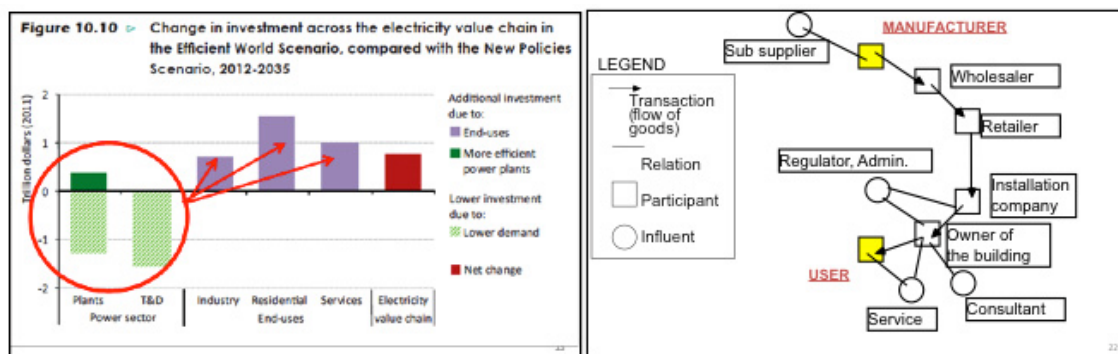 Figure 10.10 ▷ Change in investment across the electricity value chain in
the Efficient World Scenario, compared with the New Policies
Scenario, 2012-2035
Trillion dollars (2011)
2
1
0
-1
-2
Plants
T&D
Industry
Residential
Services
Electricity
Power sector
End-uses
value chain
Additional investment
due to:
End-uses
More efficient
power plants
Lower investment
due to:
Lower demand
Net change
MANUFACTURER
Sub supplier
Wholesaler
Retailer
LEGEND
Transaction
(flow of
goods)
Relation
Participant
Influent
Regulator, Admin.
Installation
company
Owner of
the building
USER
Service
Consultant
22